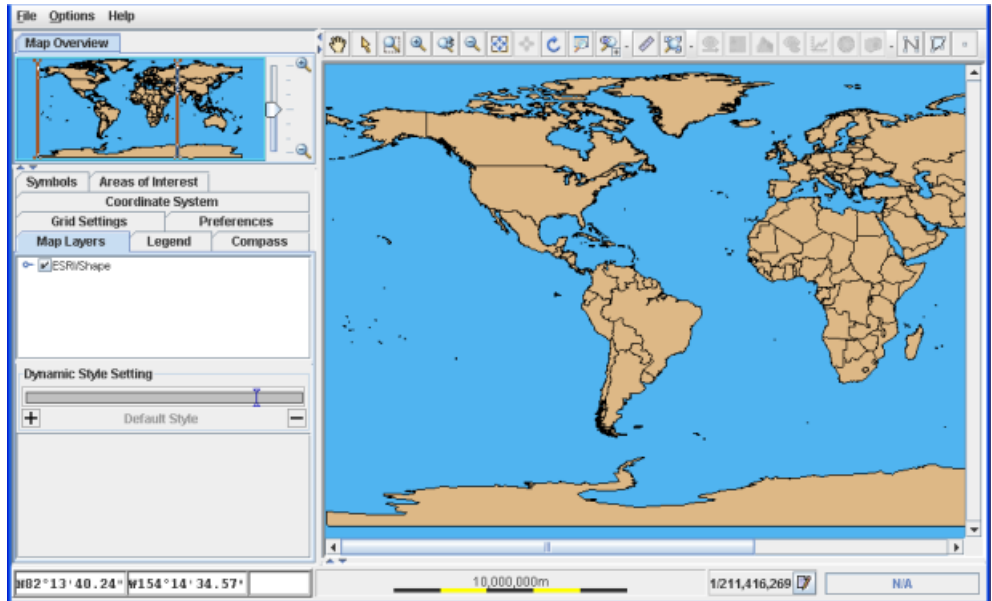 File Options Help
Map Overview
Symbols Areas of Interest
Coordinate System
Grid Settings Preferences
Map Layers Legend Compass
ESRI/Shape
Dynamic Style Setting
Default Style
N82°13'40.24" W154°14'34.57' 10,000,000m 1/211,416,269 N/A